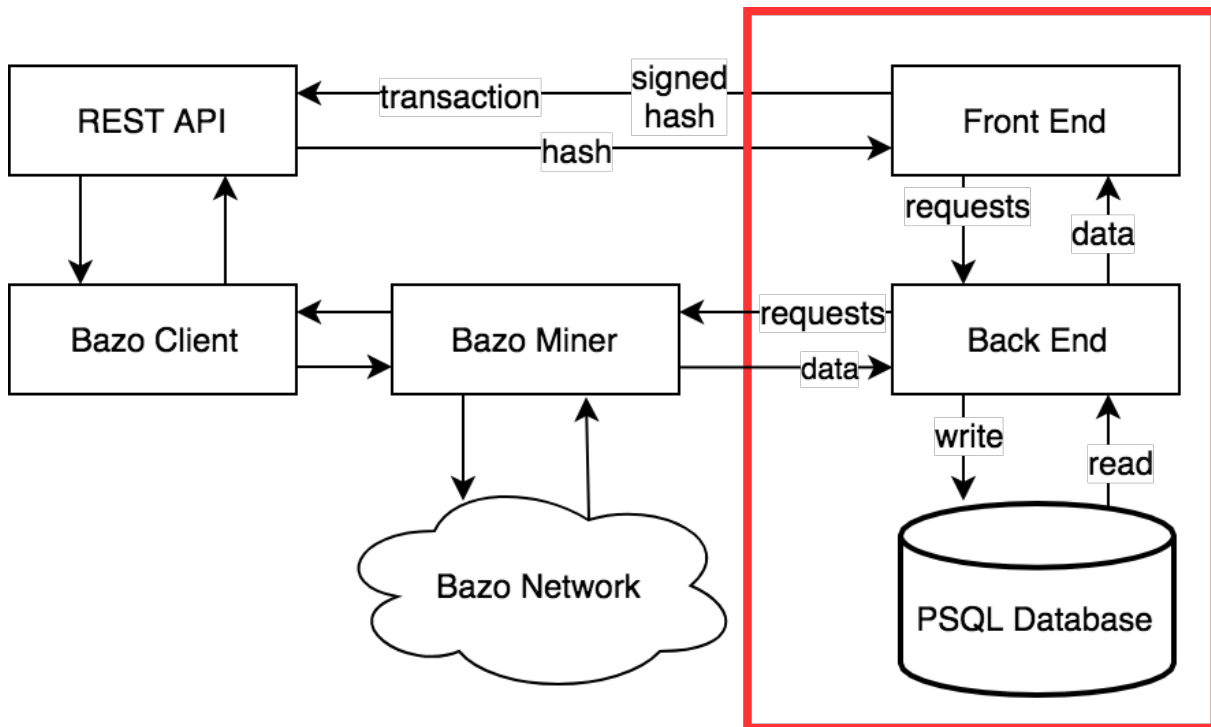 REST API
transaction
signed
hash
Front End
hash
requests
data
Bazo Client
Bazo Miner
requests
data
Back End
write
read
Bazo Network
PSQL Database